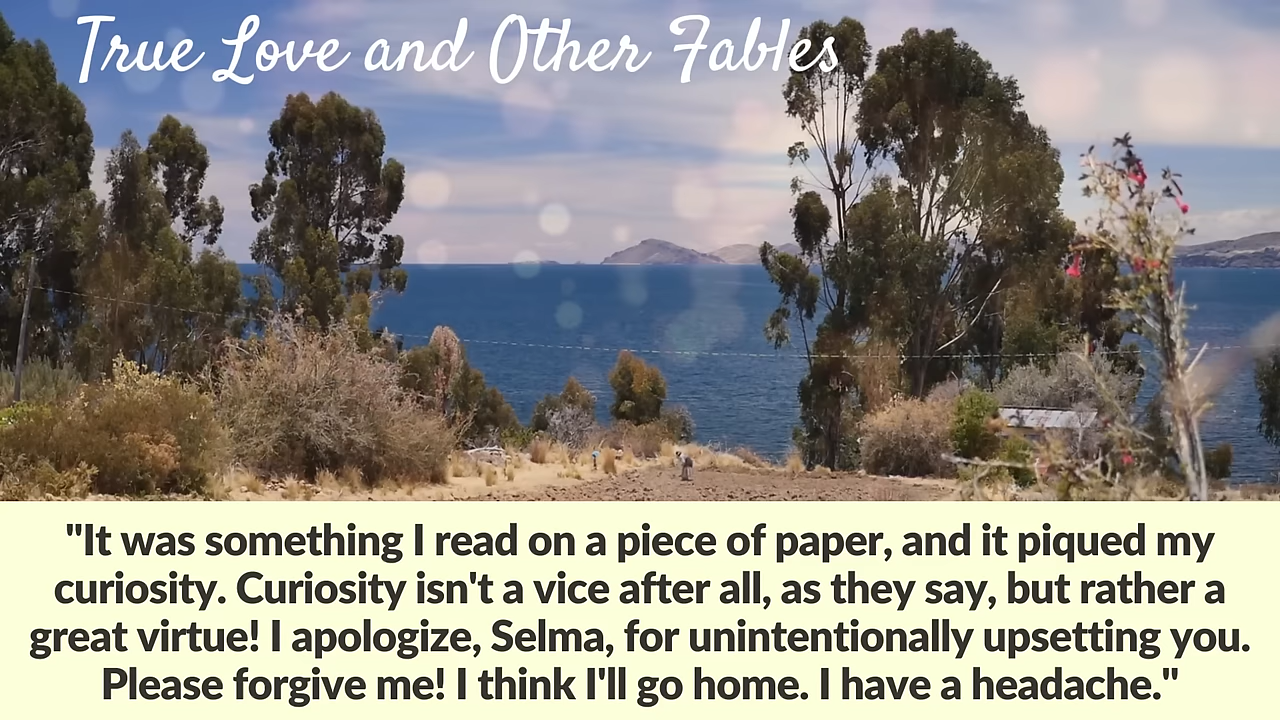 True Love and Other Fables
"It was something I read on a piece of paper, and it piqued my
curiosity. Curiosity isn't a vice after all, as they say, but rather a
great virtue! I apologize, Selma, for unintentionally upsetting you.
Please forgive me! I think I'll go home. I have a headache."